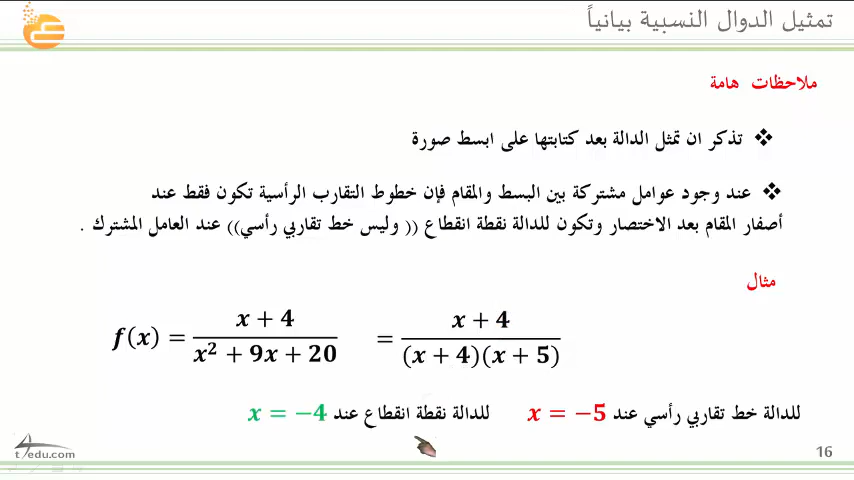 تمثيل الدوال النسبية بيانياً
ملاحظات هامة
❖ تذكر ان تمثل الدالة بعد كتابتها على ابسط صورة
❖ عند وجود عوامل مشتركة بين البسط والمقام فإن خطوط التقارب الرأسية تكون فقط عند
أصفار المقام بعد الاختصار وتكون للدالة نقطة انقطاع (( وليس خط تقاربي رأسي)) عند العامل المشترك .
مثال
f(x) = (x + 4)/(x² + 9x + 20) = (x + 4)/((x + 4)(x + 5))
للدالة خط تقاربي رأسي عند x = −5 للدالة نقطة انقطاع عند x = −4
t4edu.com
16